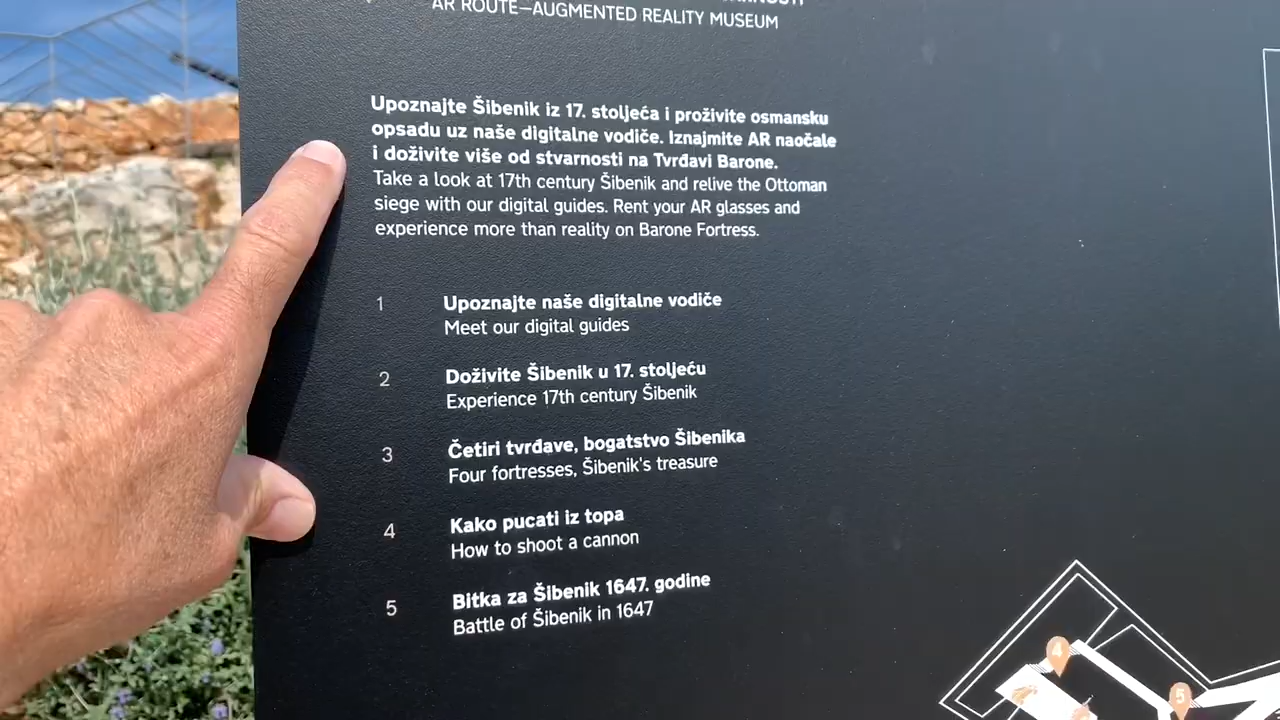 AR ROUTE—AUGMENTED REALITY MUSEUM
Upoznajte Šibenik iz 17. stoljeća i proživite osmansku
opsadu uz naše digitalne vodiče. Iznajmite AR naočale
i doživite više od stvarnosti na Tvrđavi Barone.
Take a look at 17th century Šibenik and relive the Ottoman
siege with our digital guides. Rent your AR glasses and
experience more than reality on Barone Fortress.
1 Upoznajte naše digitalne vodiče
Meet our digital guides
2 Doživite Šibenik u 17. stoljeću
Experience 17th century Šibenik
3 Četiri tvrđave, bogatstvo Šibenika
Four fortresses, Šibenik's treasure
4 Kako pucati iz topa
How to shoot a cannon
5 Bitka za Šibenik 1647. godine
Battle of Šibenik in 1647
4
5